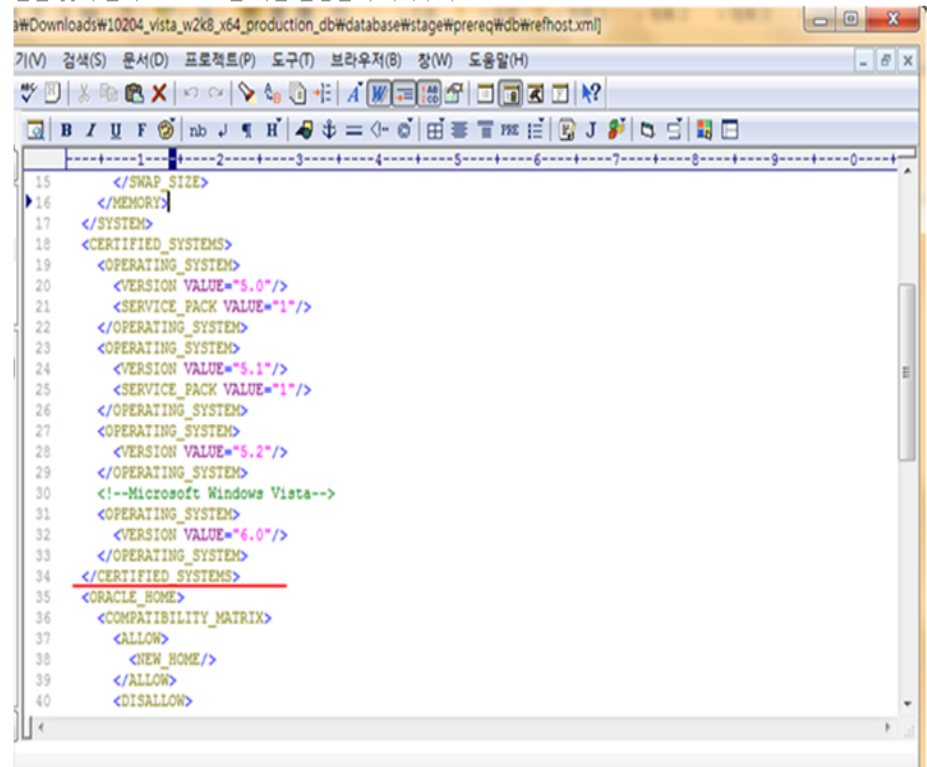 a₩Downloads₩10204_vista_w2k8_x64_production_db₩database₩stage₩prereq₩db₩refhost.xml]
기(V) 검색(S) 문서(D) 프로젝트(P) 도구(T) 브라우저(B) 창(W) 도움말(H)
B I U F nb H PRE J
----+----1----+----2----+----3----+----4----+----5----+----6----+----7----+----8----+----9----+----0----+
15 </SWAP_SIZE>
16 </MEMORY>
17 </SYSTEM>
18 <CERTIFIED_SYSTEMS>
19 <OPERATING_SYSTEM>
20 <VERSION VALUE="5.0"/>
21 <SERVICE_PACK VALUE="1"/>
22 </OPERATING_SYSTEM>
23 <OPERATING_SYSTEM>
24 <VERSION VALUE="5.1"/>
25 <SERVICE_PACK VALUE="1"/>
26 </OPERATING_SYSTEM>
27 <OPERATING_SYSTEM>
28 <VERSION VALUE="5.2"/>
29 </OPERATING_SYSTEM>
30 <!--Microsoft Windows Vista-->
31 <OPERATING_SYSTEM>
32 <VERSION VALUE="6.0"/>
33 </OPERATING_SYSTEM>
34 </CERTIFIED_SYSTEMS>
35 <ORACLE_HOME>
36 <COMPATIBILITY_MATRIX>
37 <ALLOW>
38 <NEW_HOME/>
39 </ALLOW>
40 <DISALLOW>